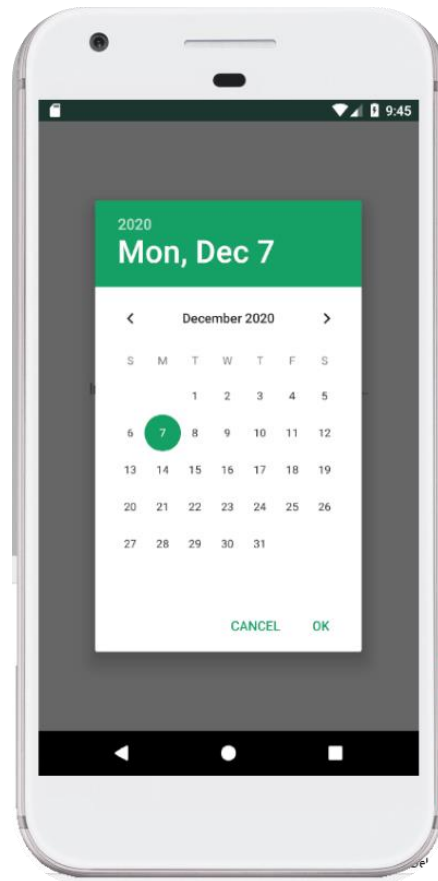 9:45
2020
Mon, Dec 7
December 2020
S M T W T F S
1 2 3 4 5
6 7 8 9 10 11 12
13 14 15 16 17 18 19
20 21 22 23 24 25 26
27 28 29 30 31
CANCEL OK